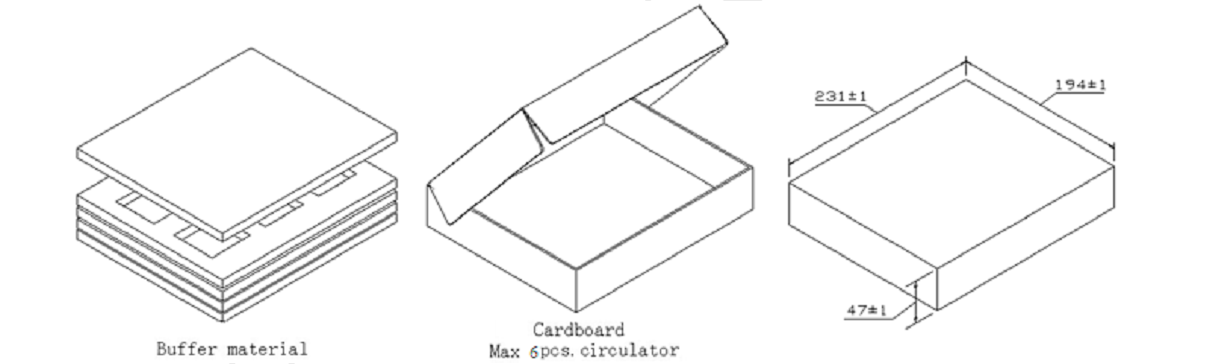 231±1
194±1
47±1
Cardboard
Buffer material
Max 6pcs. circulator